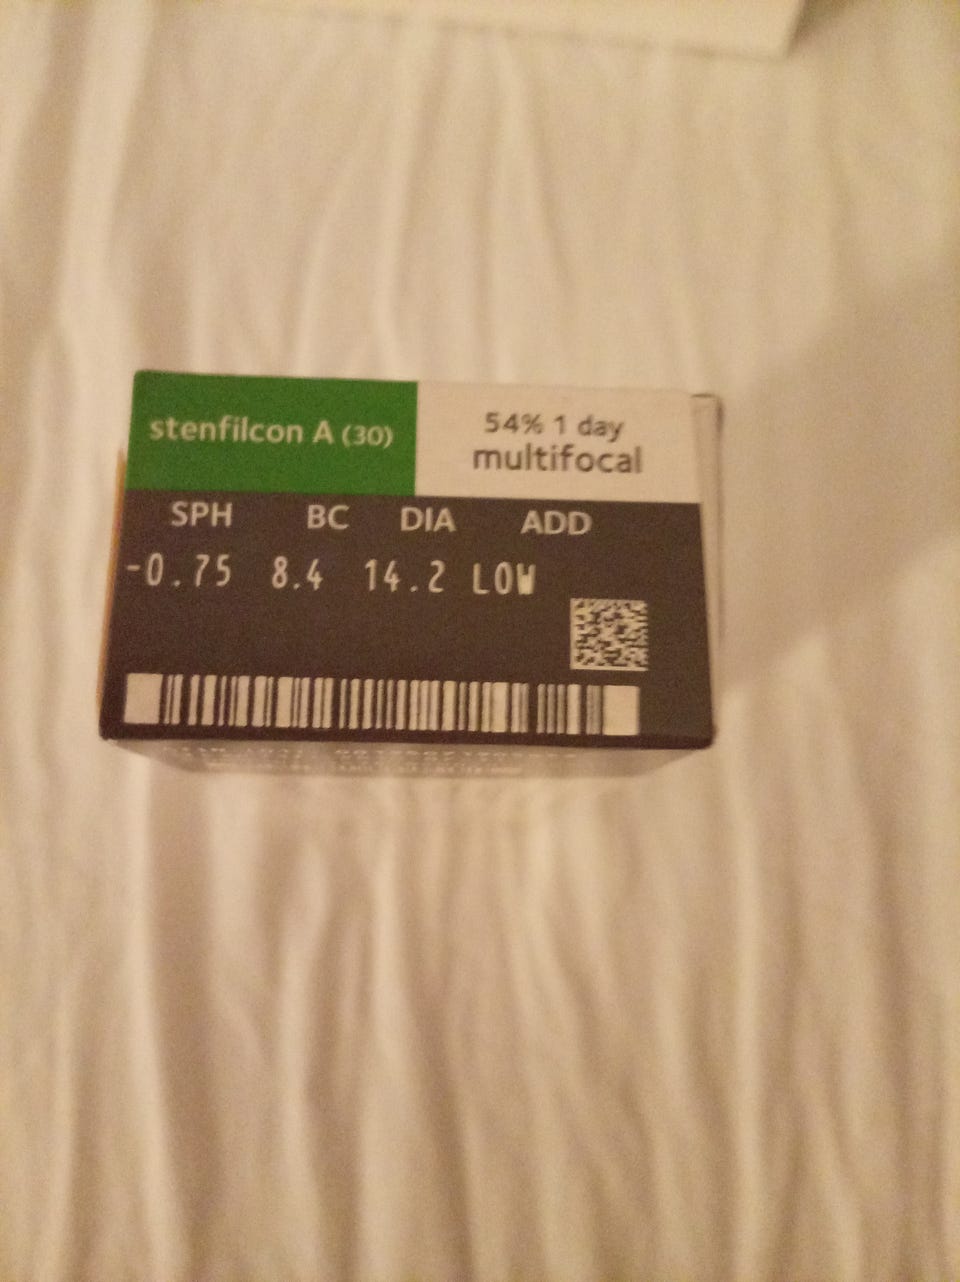 stenfilcon A (30)
54% 1 day
multifocal
SPH BC DIA ADD
-0.75 8.4 14.2 LOW